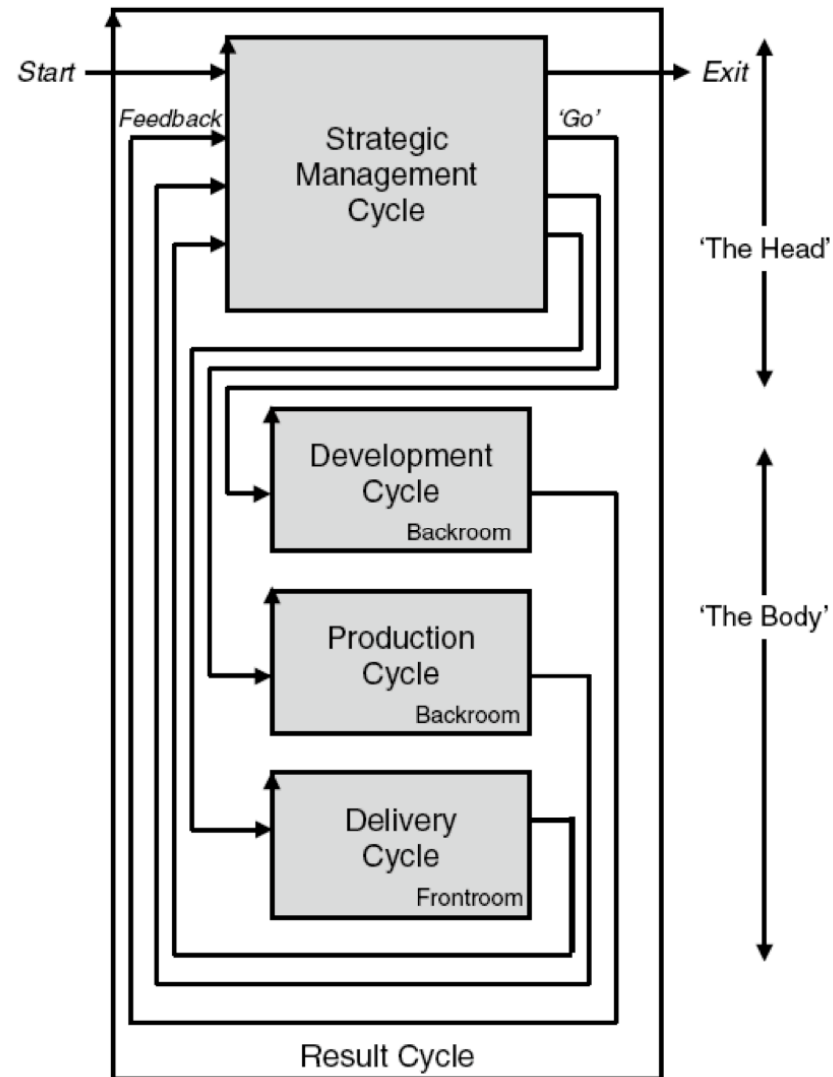 Start
Exit
Feedback
'Go'
Strategic
Management
Cycle
'The Head'
Development
Cycle
Backroom
'The Body'
Production
Cycle
Backroom
Delivery
Cycle
Frontroom
Result Cycle